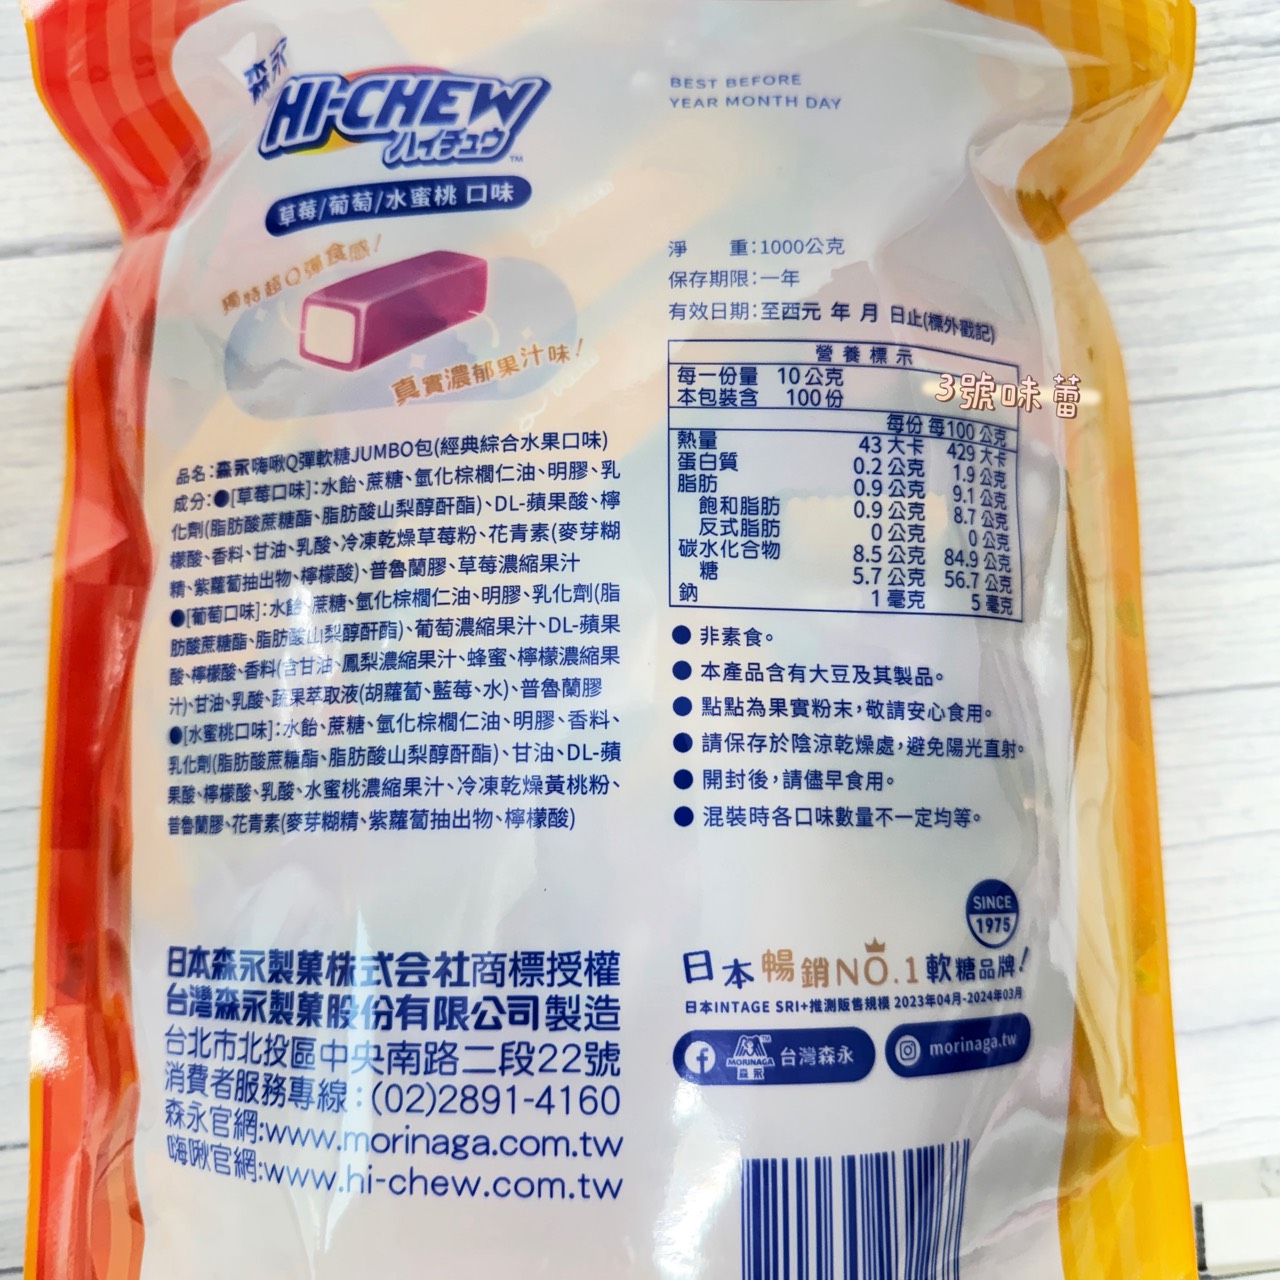 森永
HI-CHEW
ハイチュウ™
草莓/葡萄/水蜜桃 口味
獨特超Q彈食感!
真實濃郁果汁味!
品名:森永嗨啾Q彈軟糖JUMBO包(經典綜合水果口味)
成分:●[草莓口味]:水飴、蔗糖、氫化棕櫚仁油、明膠、乳
化劑(脂肪酸蔗糖酯、脂肪酸山梨醇酐酯)、DL-蘋果酸、檸
檬酸、香料、甘油、乳酸、冷凍乾燥草莓粉、花青素(麥芽糊
精、紫蘿蔔抽出物、檸檬酸)、普魯蘭膠、草莓濃縮果汁
●[葡萄口味]:水飴、蔗糖、氫化棕櫚仁油、明膠、乳化劑(脂
肪酸蔗糖酯、脂肪酸山梨醇酐酯)、葡萄濃縮果汁、DL-蘋果
酸、檸檬酸、香料(含甘油、鳳梨濃縮果汁、蜂蜜、檸檬濃縮果
汁)、甘油、乳酸、蔬果萃取液(胡蘿蔔、藍莓、水)、普魯蘭膠
●[水蜜桃口味]:水飴、蔗糖、氫化棕櫚仁油、明膠、香料、
乳化劑(脂肪酸蔗糖酯、脂肪酸山梨醇酐酯)、甘油、DL-蘋
果酸、檸檬酸、乳酸、水蜜桃濃縮果汁、冷凍乾燥黃桃粉、
普魯蘭膠、花青素(麥芽糊精、紫蘿蔔抽出物、檸檬酸)
日本森永製菓株式会社商標授權
台灣森永製菓股份有限公司製造
台北市北投區中央南路二段22號
消費者服務專線:(02)2891-4160
森永官網:www.morinaga.com.tw
嗨啾官網:www.hi-chew.com.tw
BEST BEFORE
YEAR MONTH DAY
淨 重:1000公克
保存期限:一年
有效日期:至西元 年 月 日止(標外戳記)
營養標示
每一份量 10公克
本包裝含 100份
3號味蕾
每份 每100公克
熱量 43 大卡 429 大卡
蛋白質 0.2 公克 1.9 公克
脂肪 0.9 公克 9.1 公克
飽和脂肪 0.9 公克 8.7 公克
反式脂肪 0 公克 0 公克
碳水化合物 8.5 公克 84.9 公克
糖 5.7 公克 56.7 公克
鈉 1 毫克 5 毫克
● 非素食。
● 本產品含有大豆及其製品。
● 點點為果實粉末,敬請安心食用。
● 請保存於陰涼乾燥處,避免陽光直射。
● 開封後,請儘早食用。
● 混裝時各口味數量不一定均等。
SINCE
1975
日本暢銷NO.1軟糖品牌!
日本INTAGE SRI+推測販售規模 2023年04月-2024年03月
MORINAGA
森永
台灣森永
morinaga.tw